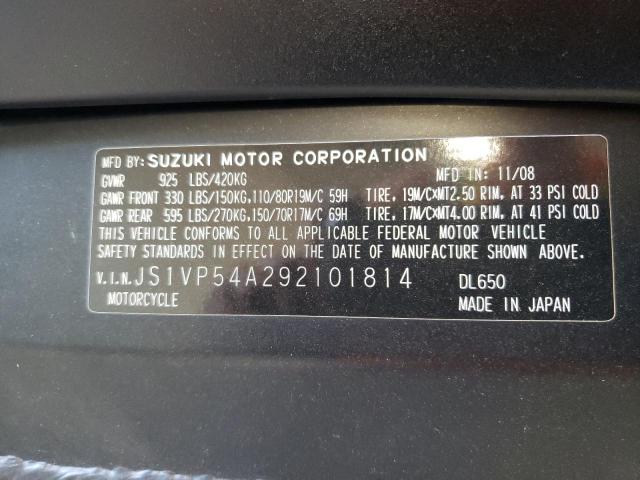 MFD BY: SUZUKI MOTOR CORPORATION
GVWR 925 LBS/420KG MFD IN: 11/08
GAWR FRONT 330 LBS/150KG,110/80R19M/C 59H TIRE, 19M/C×MT2.50 RIM, AT 33 PSI COLD
GAWR REAR 595 LBS/270KG,150/70R17M/C 69H TIRE, 17M/C×MT4.00 RIM, AT 41 PSI COLD
THIS VEHICLE CONFORMS TO ALL APPLICABLE FEDERAL MOTOR VEHICLE
SAFETY STANDARDS IN EFFECT ON THE DATE OF MANUFACTURE SHOWN ABOVE.
V.I.N. JS1VP54A292101814 DL650
MOTORCYCLE MADE IN JAPAN